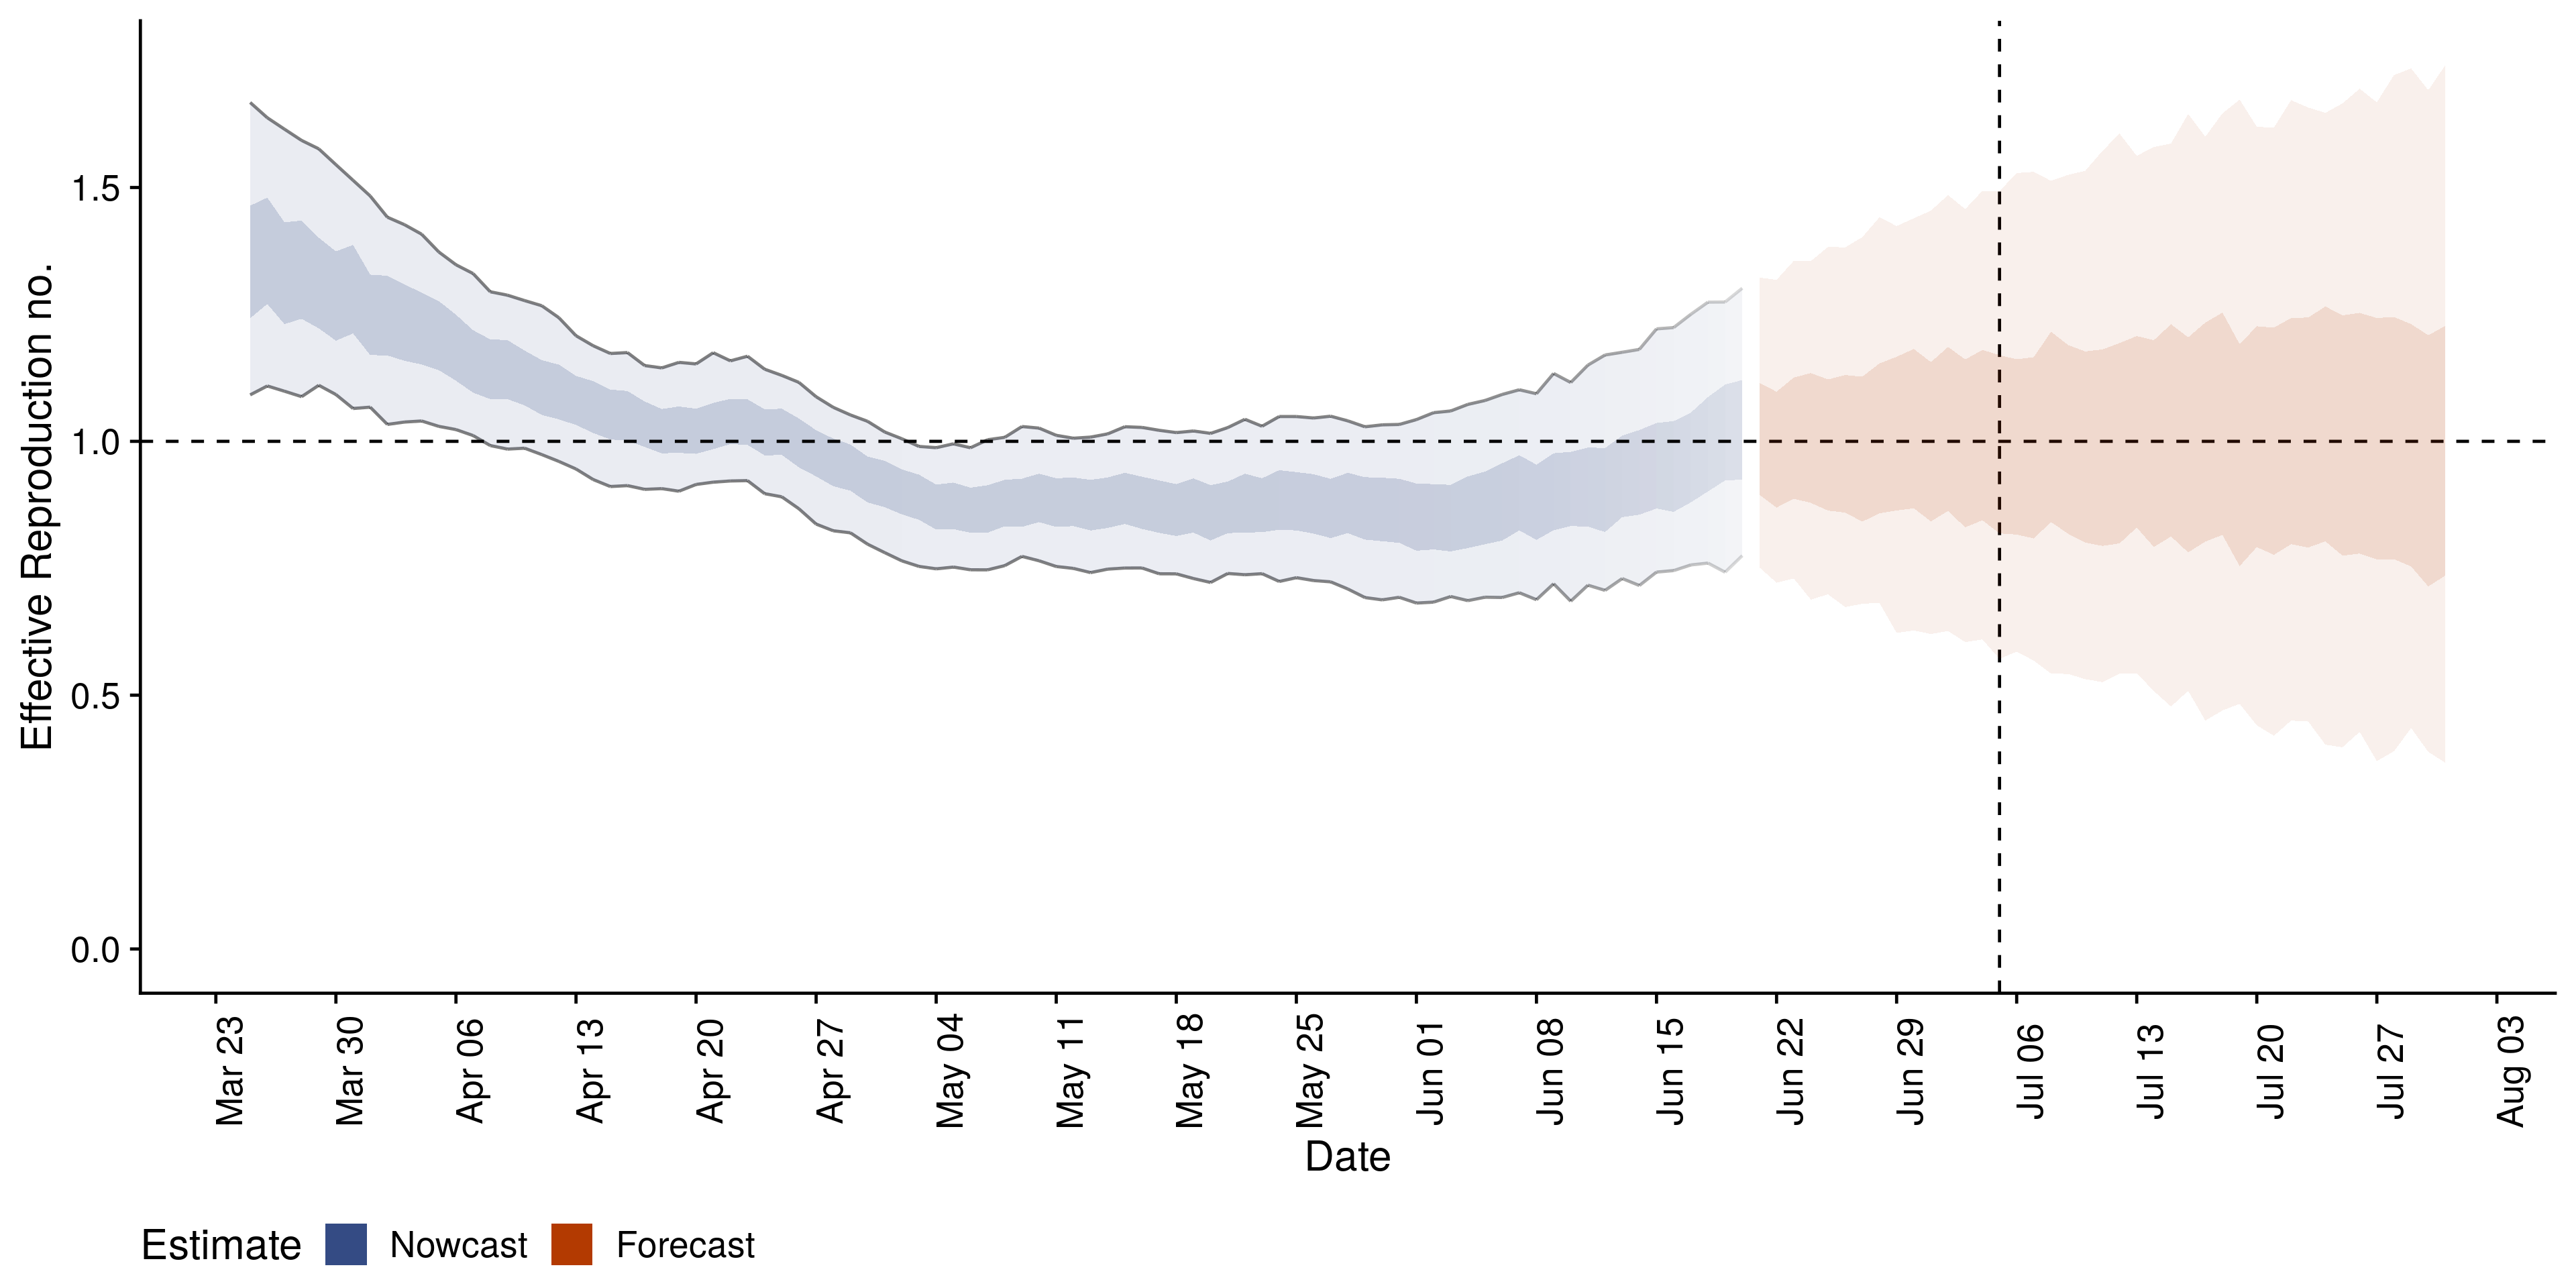 Effective Reproduction no.
1.5
1.0
0.5
0.0
Mar 23
Mar 30
Apr 06
Apr 13
Apr 20
Apr 27
May 04
May 11
May 18
May 25
Jun 01
Jun 08
Jun 15
Jun 22
Jun 29
Jul 06
Jul 13
Jul 20
Jul 27
Aug 03
Date
Estimate Nowcast Forecast